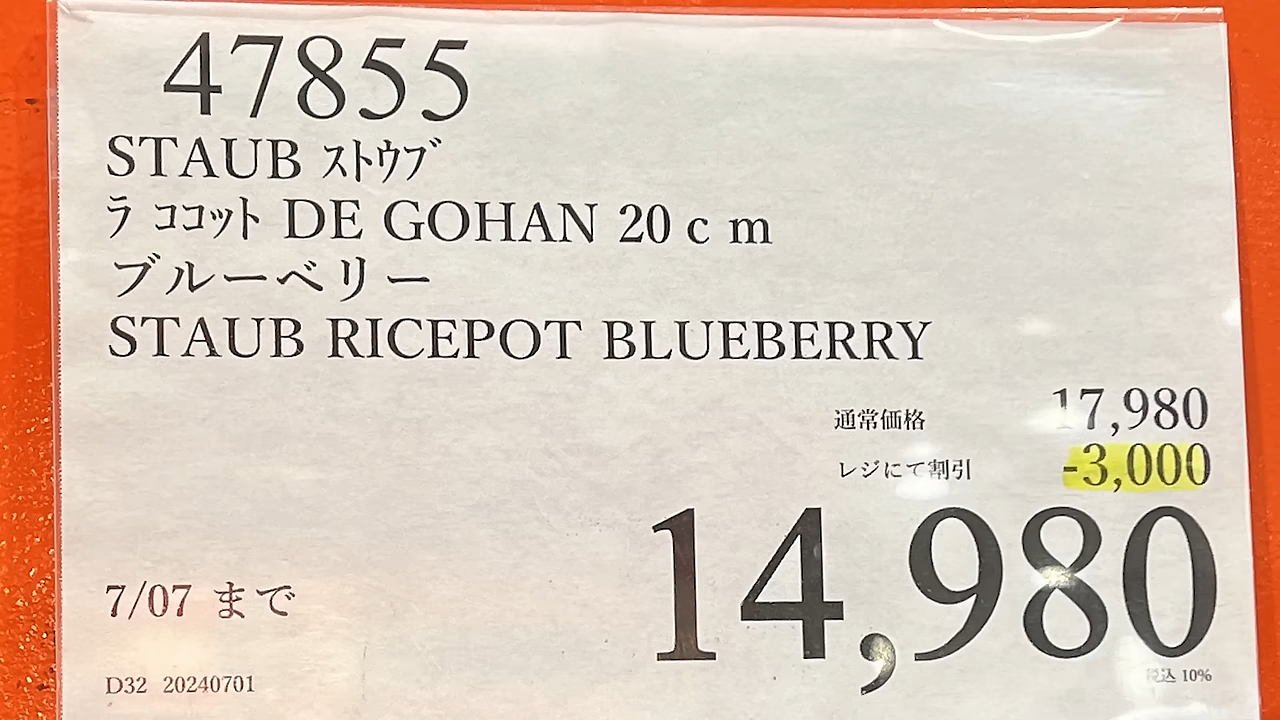 47855
STAUB ストウブ
ラ ココット DE GOHAN 20ｃｍ
ブルーベリー
STAUB RICEPOT BLUEBERRY
通常価格 17,980
レジにて割引 -3,000
14,980
7/07 まで
税込 10%
D32 20240701